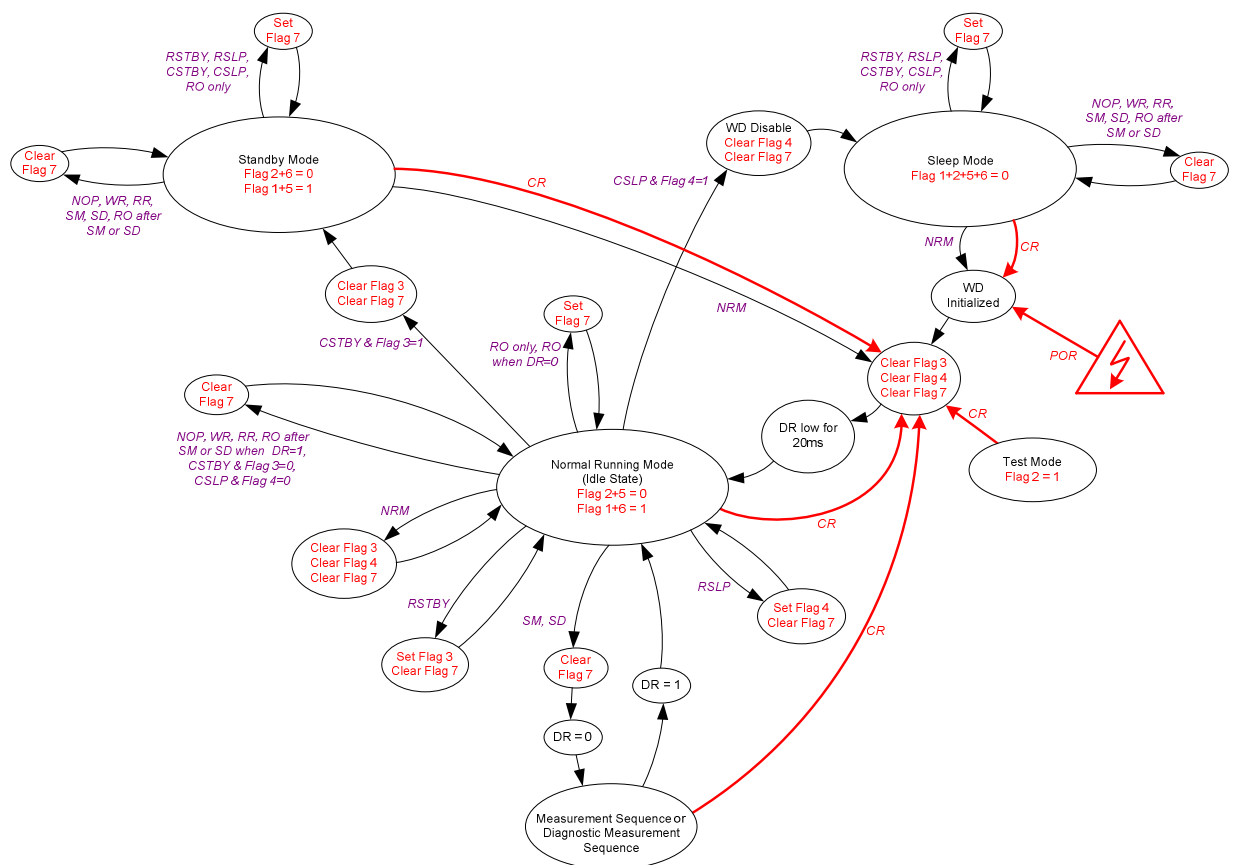 Set
Flag 7
RSTBY, RSLP,
CSTBY, CSLP,
RO only
Clear
Flag 7
NOP, WR, RR,
SM, SD, RO after
SM or SD
Standby Mode
Flag 2+6 = 0
Flag 1+5 = 1
Clear Flag 3
Clear Flag 7
CSTBY & Flag 3=1
CR
NRM
WD Disable
Clear Flag 4
Clear Flag 7
CSLP & Flag 4=1
Set
Flag 7
RSTBY, RSLP,
CSTBY, CSLP,
RO only
Sleep Mode
Flag 1+2+5+6 = 0
NOP, WR, RR,
SM, SD, RO after
SM or SD
Clear
Flag 7
NRM
CR
WD
Initialized
POR
Clear Flag 3
Clear Flag 4
Clear Flag 7
CR
Test Mode
Flag 2 = 1
DR low for
20ms
Set
Flag 7
RO only, RO
when DR=0
Clear
Flag 7
NOP, WR, RR, RO after
SM or SD when DR=1,
CSTBY & Flag 3=0,
CSLP & Flag 4=0
Normal Running Mode
(Idle State)
Flag 2+5 = 0
Flag 1+6 = 1
CR
NRM
Clear Flag 3
Clear Flag 4
Clear Flag 7
RSTBY
Set Flag 3
Clear Flag 7
SM, SD
Clear
Flag 7
DR = 0
DR = 1
RSLP
Set Flag 4
Clear Flag 7
CR
Measurement Sequence or
Diagnostic Measurement
Sequence